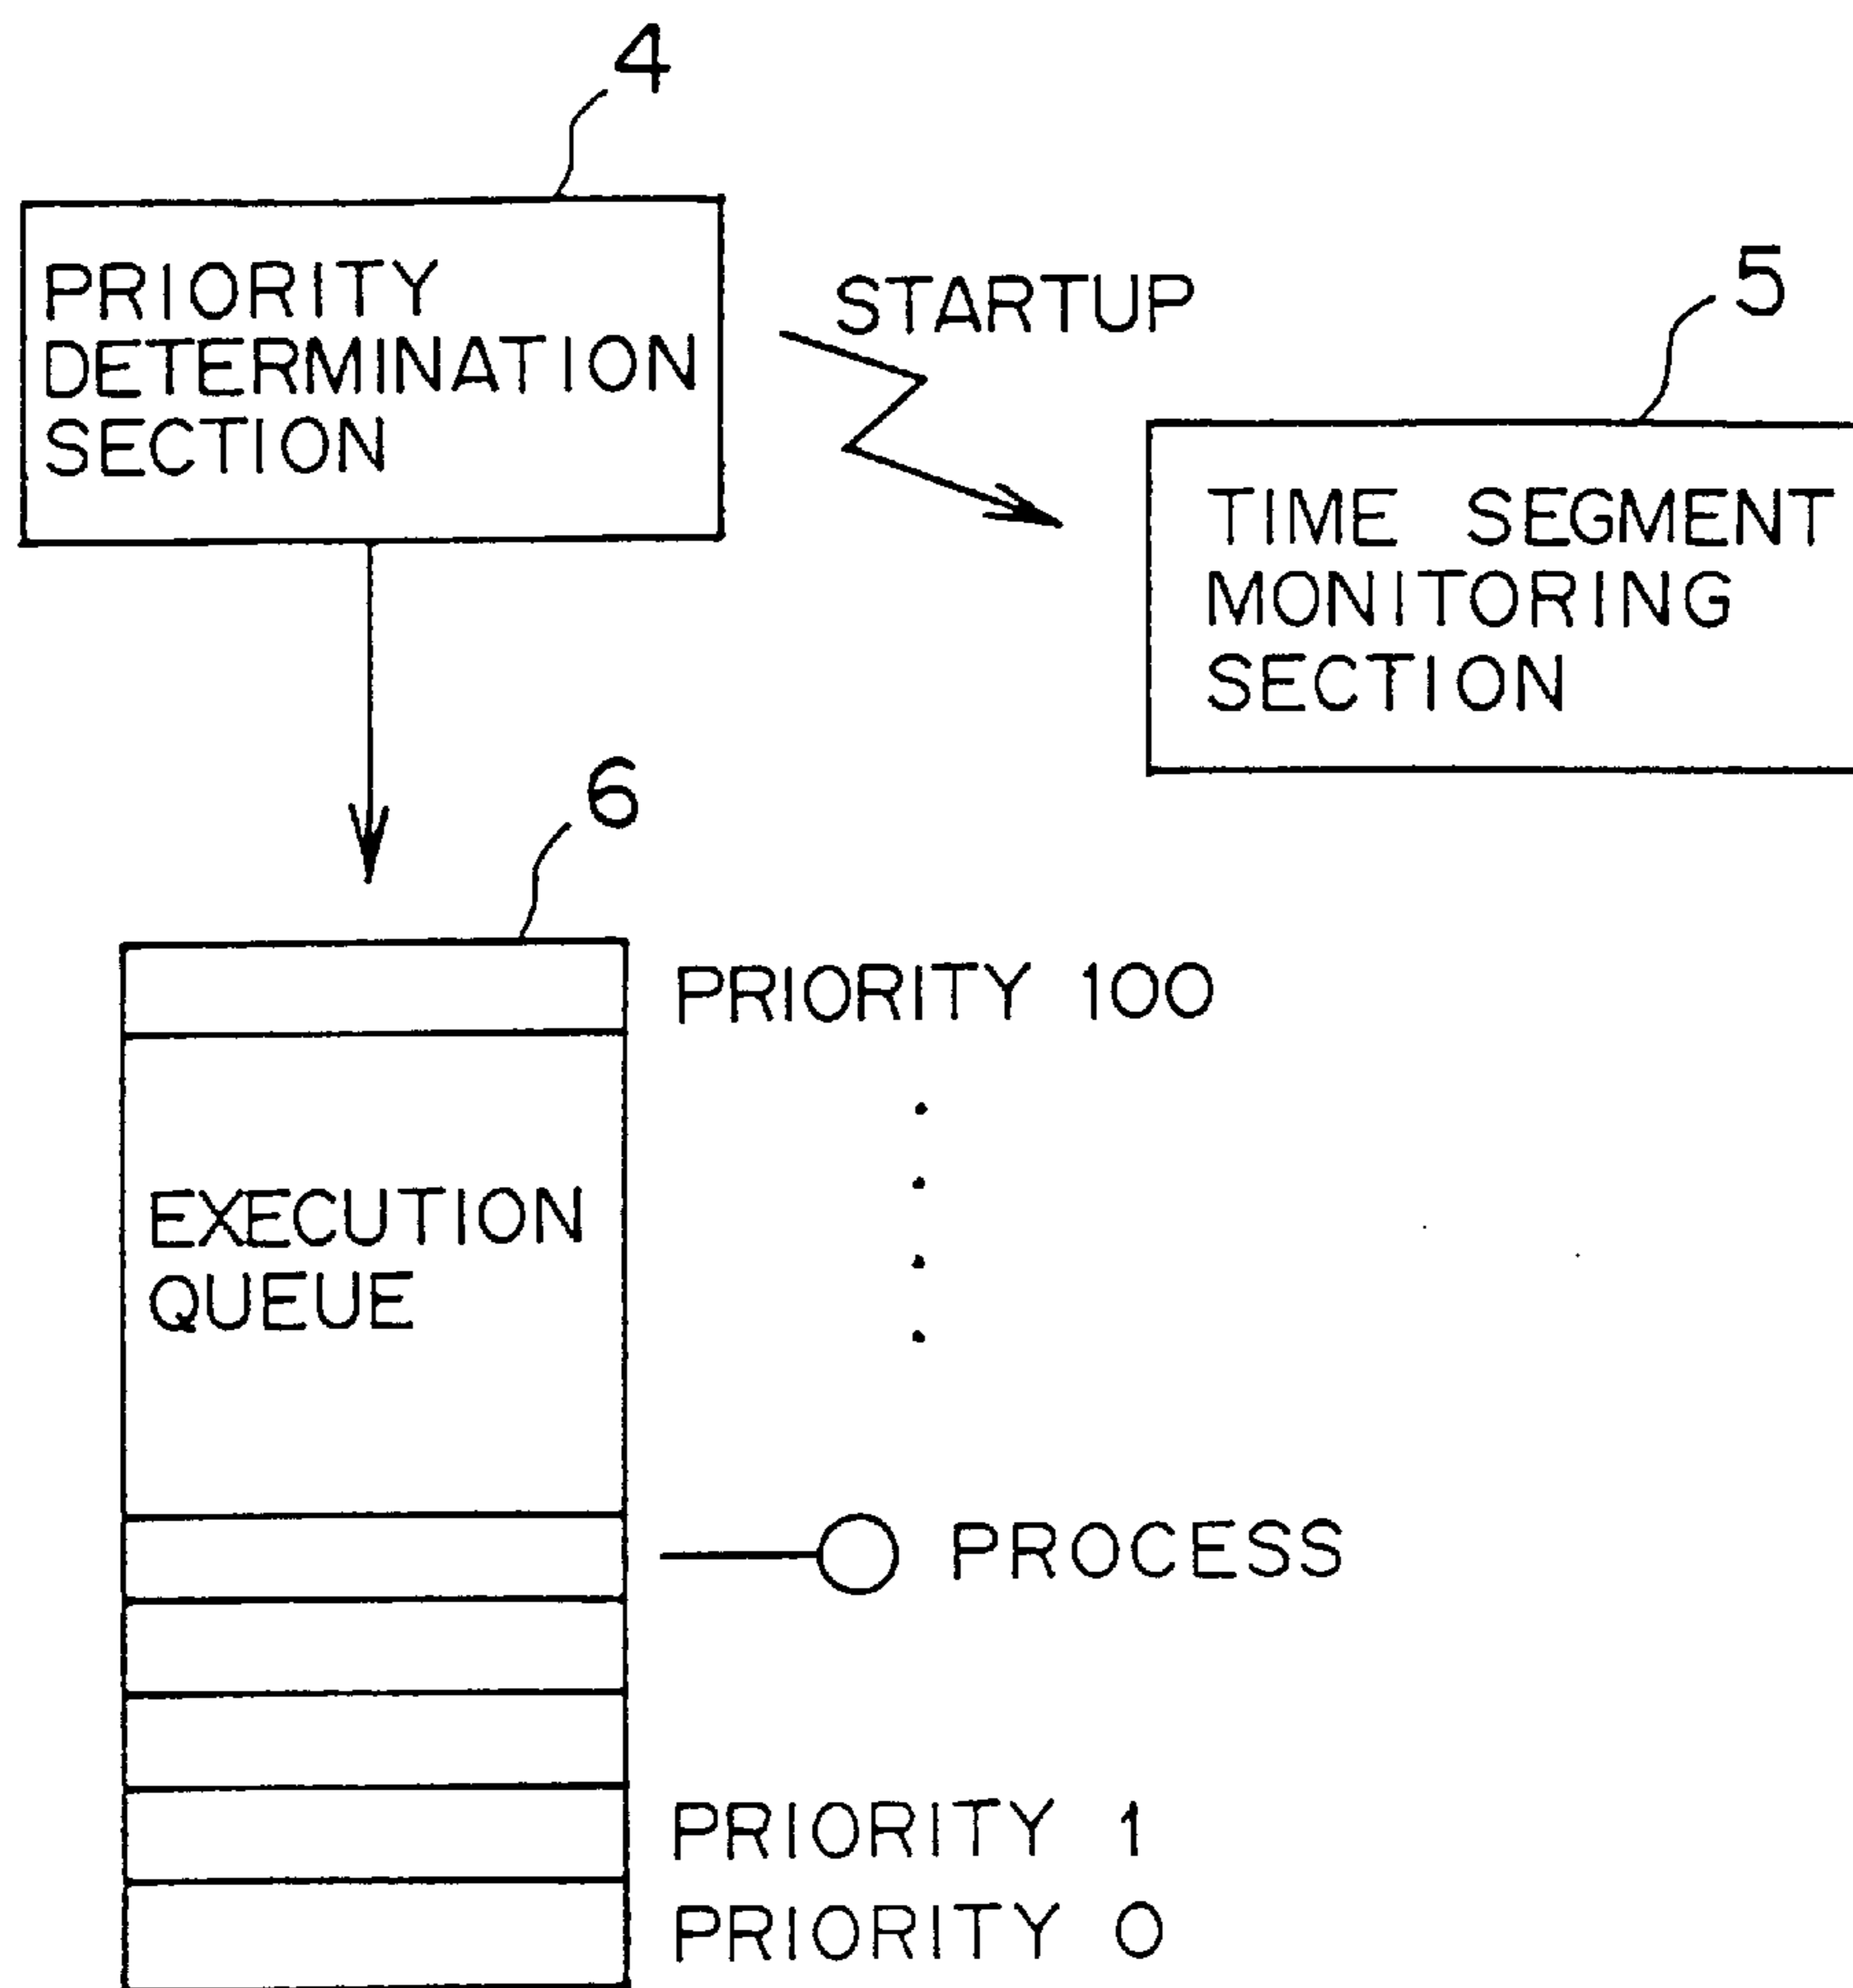 4
PRIORITY
DETERMINATION
SECTION
STARTUP
5
TIME SEGMENT
MONITORING
SECTION
6
PRIORITY 100
EXECUTION
QUEUE
PROCESS
PRIORITY 1
PRIORITY 0